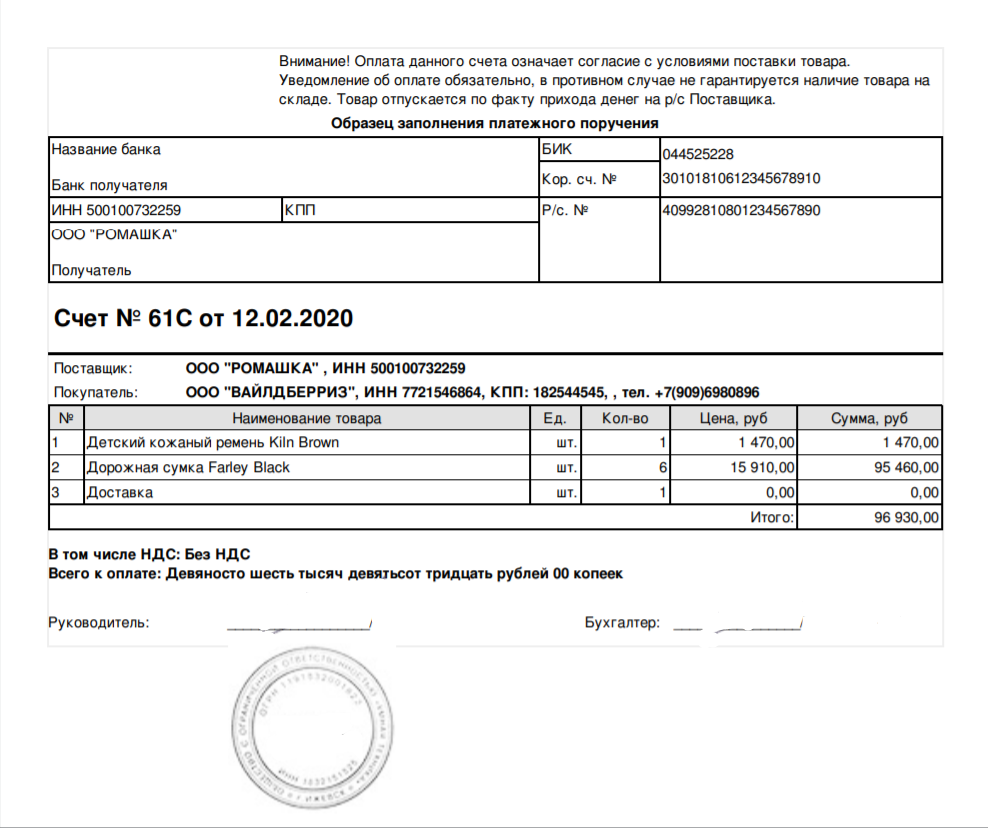 Внимание! Оплата данного счета означает согласие с условиями поставки товара.
Уведомление об оплате обязательно, в противном случае не гарантируется наличие товара на
складе. Товар отпускается по факту прихода денег на р/с Поставщика.
Образец заполнения платежного поручения
Название банка БИК 044525228
Банк получателя Кор. сч. № 30101810612345678910
ИНН 500100732259 КПП Р/с. № 40992810801234567890
ООО "РОМАШКА"
Получатель
Счет № 61С от 12.02.2020
Поставщик: ООО "РОМАШКА" , ИНН 500100732259
Покупатель: ООО "ВАЙЛДБЕРРИЗ", ИНН 7721546864, КПП: 182544545, , тел. +7(909)6980896
№ Наименование товара Ед. Кол-во Цена, руб Сумма, руб
1 Детский кожаный ремень Kiln Brown шт. 1 1 470,00 1 470,00
2 Дорожная сумка Farley Black шт. 6 15 910,00 95 460,00
3 Доставка шт. 1 0,00 0,00
Итого: 96 930,00
В том числе НДС: Без НДС
Всего к оплате: Девяносто шесть тысяч девятьсот тридцать рублей 00 копеек
Руководитель: / Бухгалтер: /
ОБЩЕСТВО С ОГРАНИЧЕННОЙ ОТВЕТСТВЕННОСТЬЮ
ОГРН
ИНН
г. ИЖЕВСК